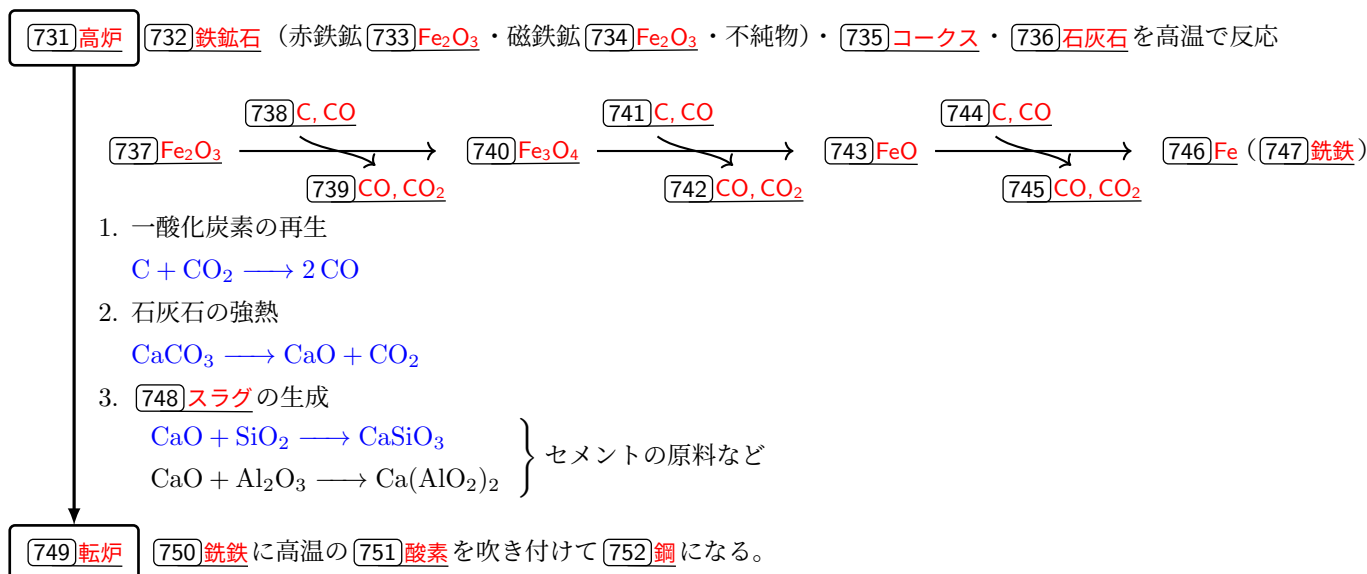 731 高炉 732 鉄鉱石 (赤鉄鉱 733 Fe₂O₃ ・磁鉄鉱 734 Fe₂O₃ ・不純物)・ 735 コークス ・ 736 石灰石 を高温で反応
738 C, CO 741 C, CO 744 C, CO
737 Fe₂O₃ → 740 Fe₃O₄ → 743 FeO → 746 Fe (747 銑鉄)
739 CO, CO₂ 742 CO, CO₂ 745 CO, CO₂
1. 一酸化炭素の再生
C + CO₂ ⟶ 2 CO
2. 石灰石の強熱
CaCO₃ ⟶ CaO + CO₂
3. 748 スラグ の生成
CaO + SiO₂ ⟶ CaSiO₃
CaO + Al₂O₃ ⟶ Ca(AlO₂)₂
セメントの原料など
749 転炉 750 銑鉄 に高温の 751 酸素 を吹き付けて 752 鋼 になる。